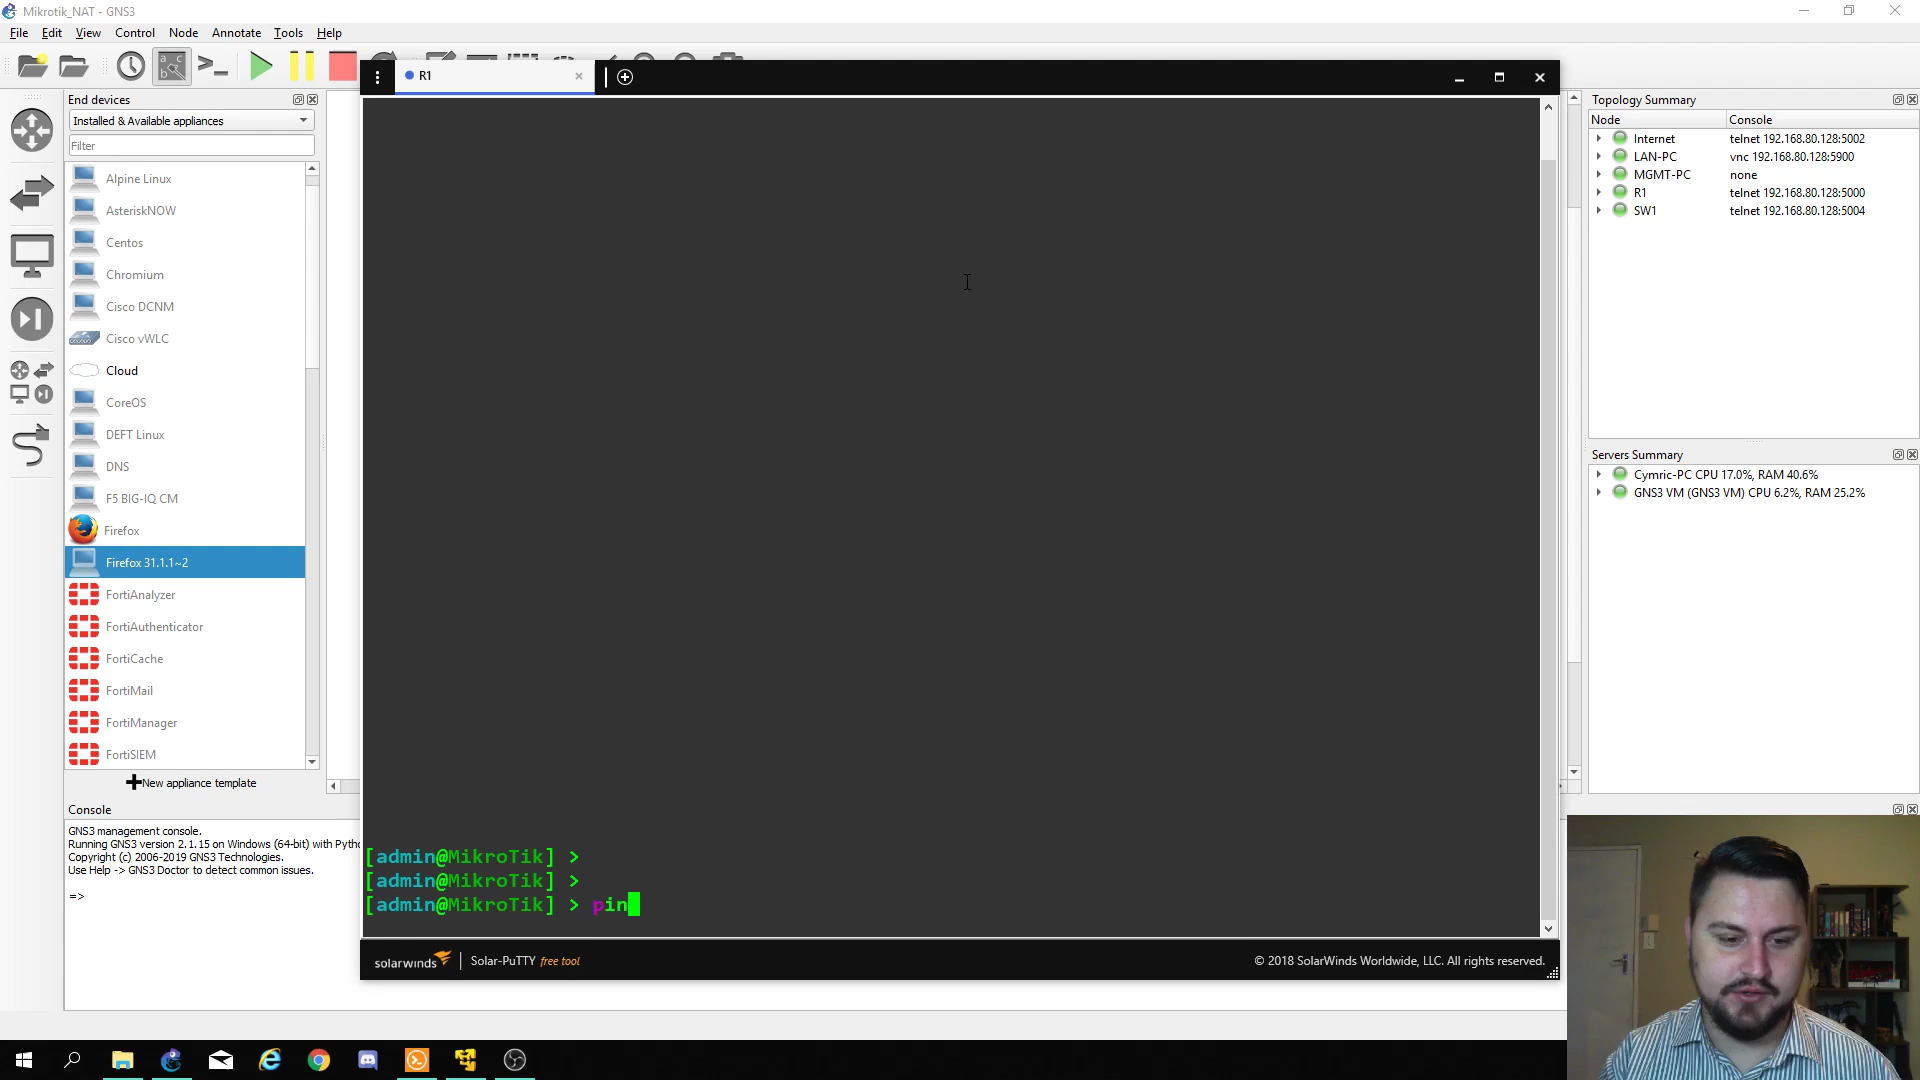 Mikrotik_NAT - GNS3
File Edit View Control Node Annotate Tools Help
R1
End devices
Installed & Available appliances
Filter
Alpine Linux
AsteriskNOW
Centos
Chromium
Cisco DCNM
Cisco vWLC
Cloud
CoreOS
DEFT Linux
DNS
F5 BIG-IQ CM
Firefox
Firefox 31.1.1~2
FortiAnalyzer
FortiAuthenticator
FortiCache
FortiMail
FortiManager
FortiSIEM
New appliance template
Console
GNS3 management console.
Running GNS3 version 2.1.15 on Windows (64-bit) with Pytho
Copyright (c) 2006-2019 GNS3 Technologies.
Use Help -> GNS3 Doctor to detect common issues.
=>
[admin@MikroTik] >
[admin@MikroTik] >
[admin@MikroTik] > pin
solarwinds Solar-PuTTY free tool
© 2018 SolarWinds Worldwide, LLC. All rights reserved.
Topology Summary
Node Console
Internet telnet 192.168.80.128:5002
LAN-PC vnc 192.168.80.128:5900
MGMT-PC none
R1 telnet 192.168.80.128:5000
SW1 telnet 192.168.80.128:5004
Servers Summary
Cymric-PC CPU 17.0%, RAM 40.6%
GNS3 VM (GNS3 VM) CPU 6.2%, RAM 25.2%